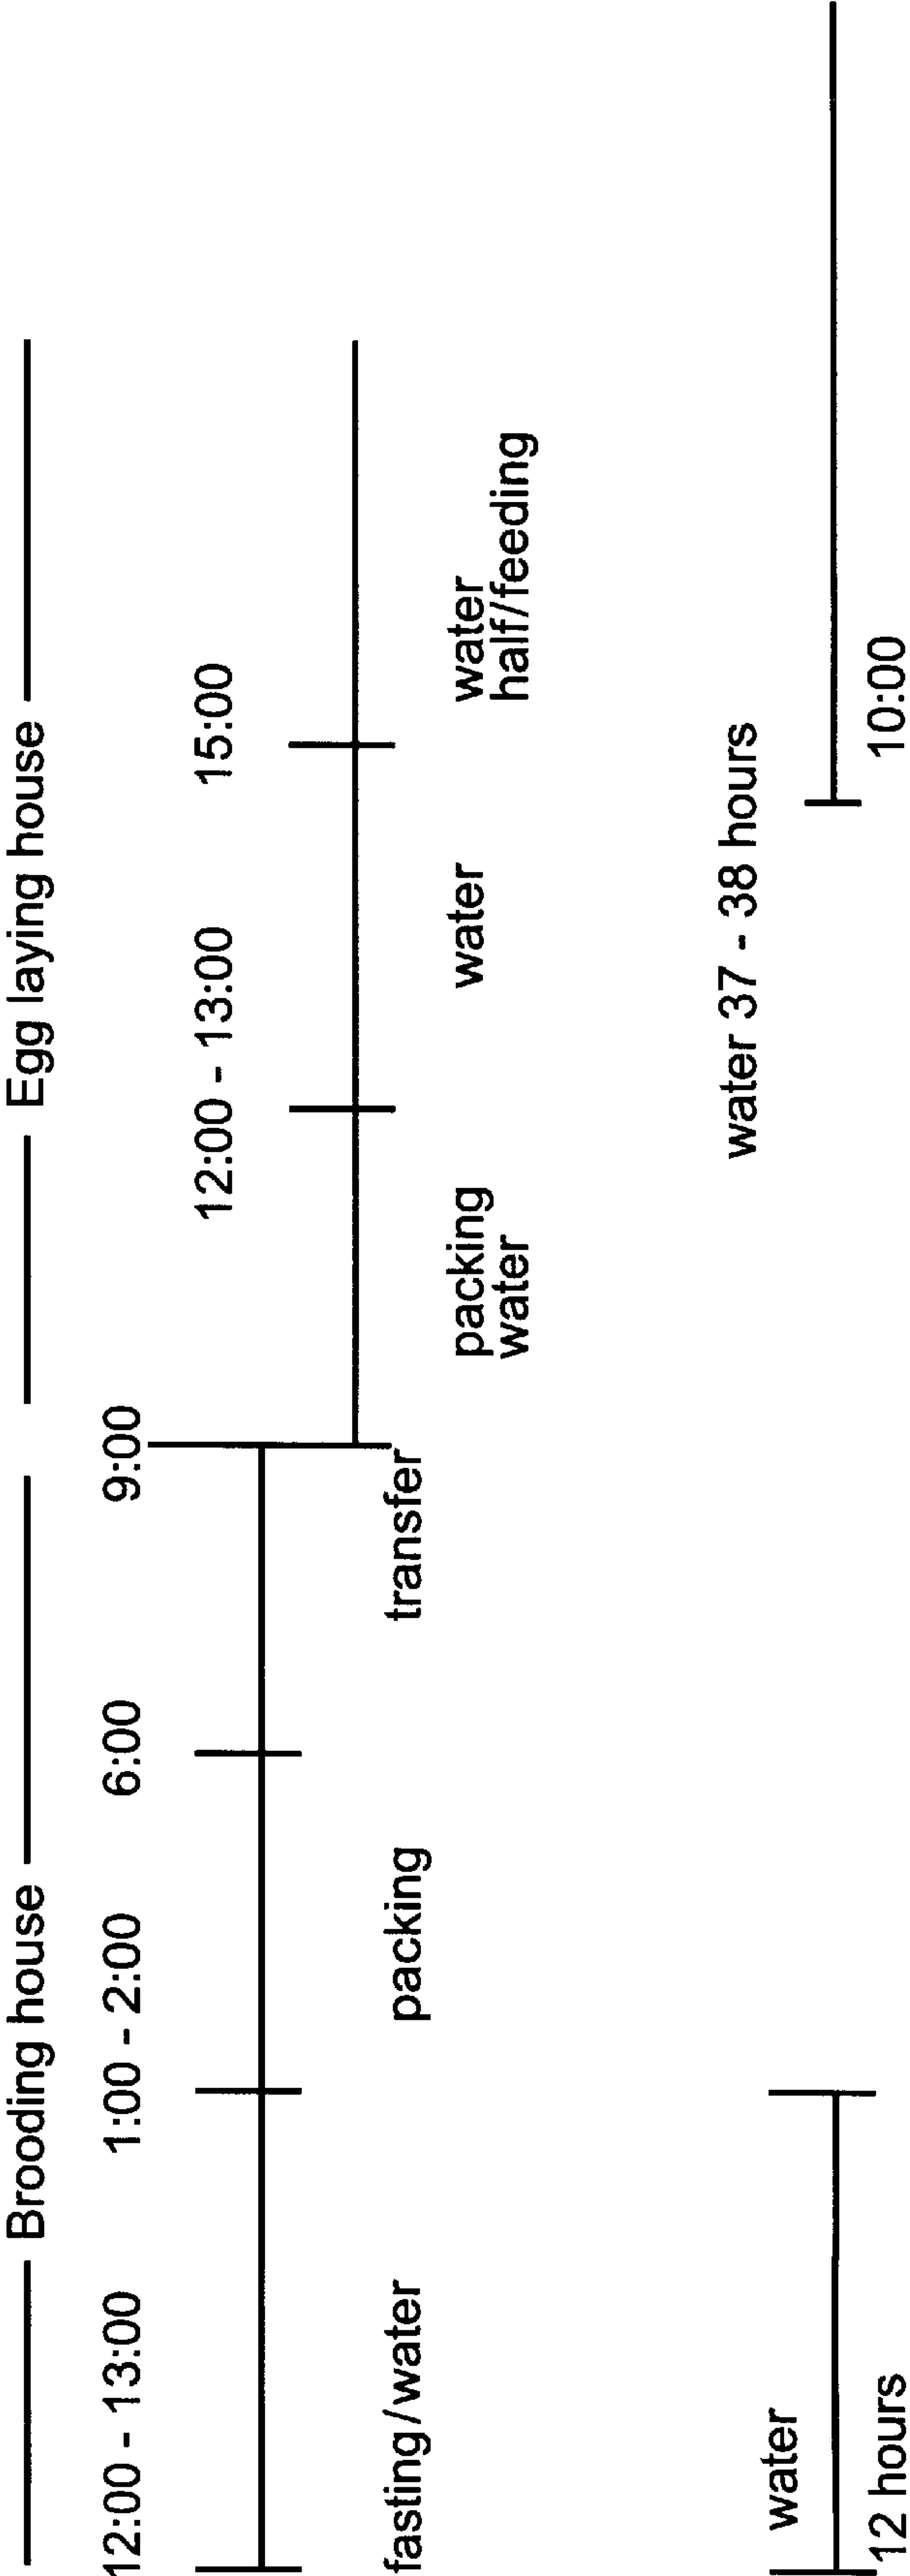 Brooding house
Egg laying house
12:00 - 13:00
1:00 - 2:00
6:00
9:00
12:00 - 13:00
15:00
fasting/water
packing
transfer
packing
water
water
water
half/feeding
water
12 hours
water 37 - 38 hours
10:00